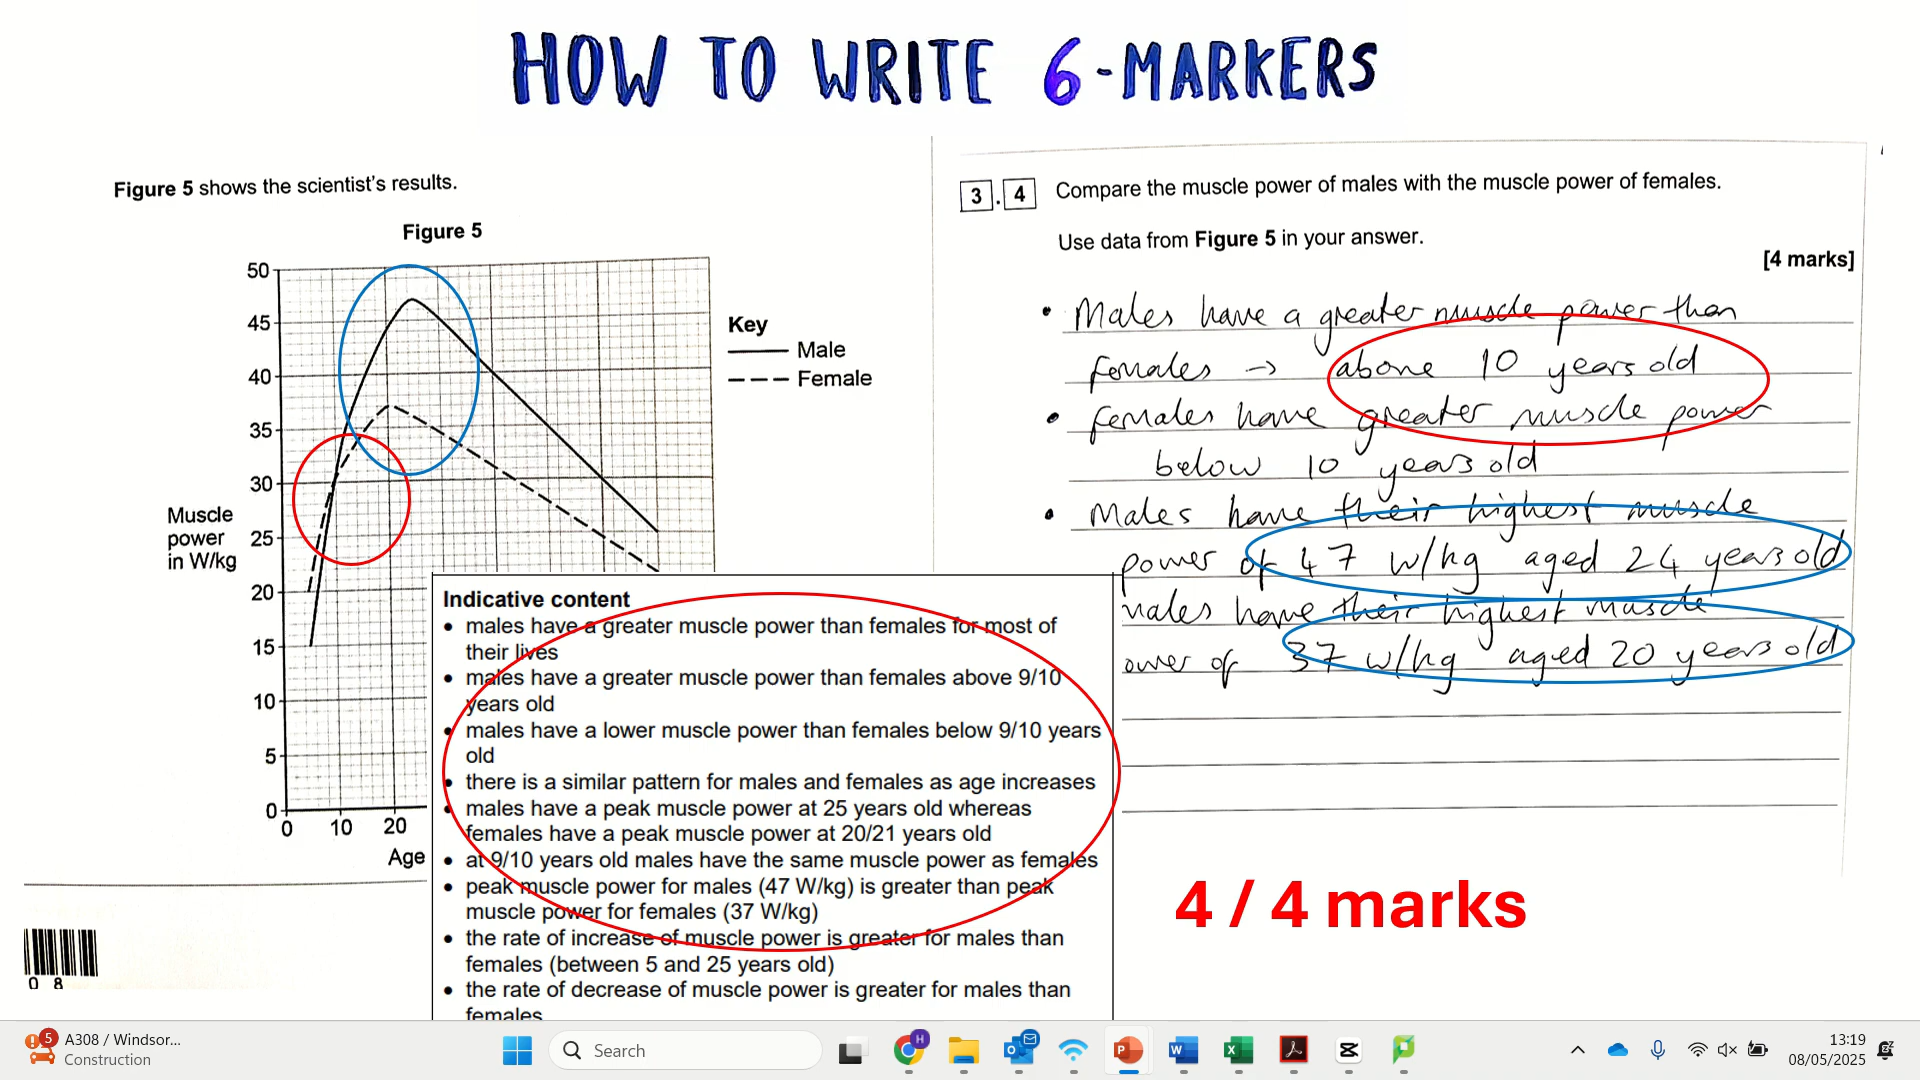 HOW TO WRITE 6-MARKERS
Figure 5 shows the scientist's results.
Figure 5
50
45
40
35
30
25
20
15
10
5
0
Muscle
power
in W/kg
0 10 20
Age
Key
Male
Female
3 . 4 Compare the muscle power of males with the muscle power of females.
Use data from Figure 5 in your answer.
[4 marks]
• Males have a greater muscle power than
females → above 10 years old
• females have greater muscle power
below 10 years old
• Males have their highest muscle
power of 47 w/kg aged 24 years old
males have their highest muscle
ower of 37 w/kg aged 20 years old
Indicative content
• males have a greater muscle power than females for most of
their lives
• males have a greater muscle power than females above 9/10
years old
• males have a lower muscle power than females below 9/10 years
old
• there is a similar pattern for males and females as age increases
• males have a peak muscle power at 25 years old whereas
females have a peak muscle power at 20/21 years old
• at 9/10 years old males have the same muscle power as females
• peak muscle power for males (47 W/kg) is greater than peak
muscle power for females (37 W/kg)
• the rate of increase of muscle power is greater for males than
females (between 5 and 25 years old)
• the rate of decrease of muscle power is greater for males than
females
4 / 4 marks
0 8
5
A308 / Windsor...
Construction
Search
H
13:19
08/05/2025